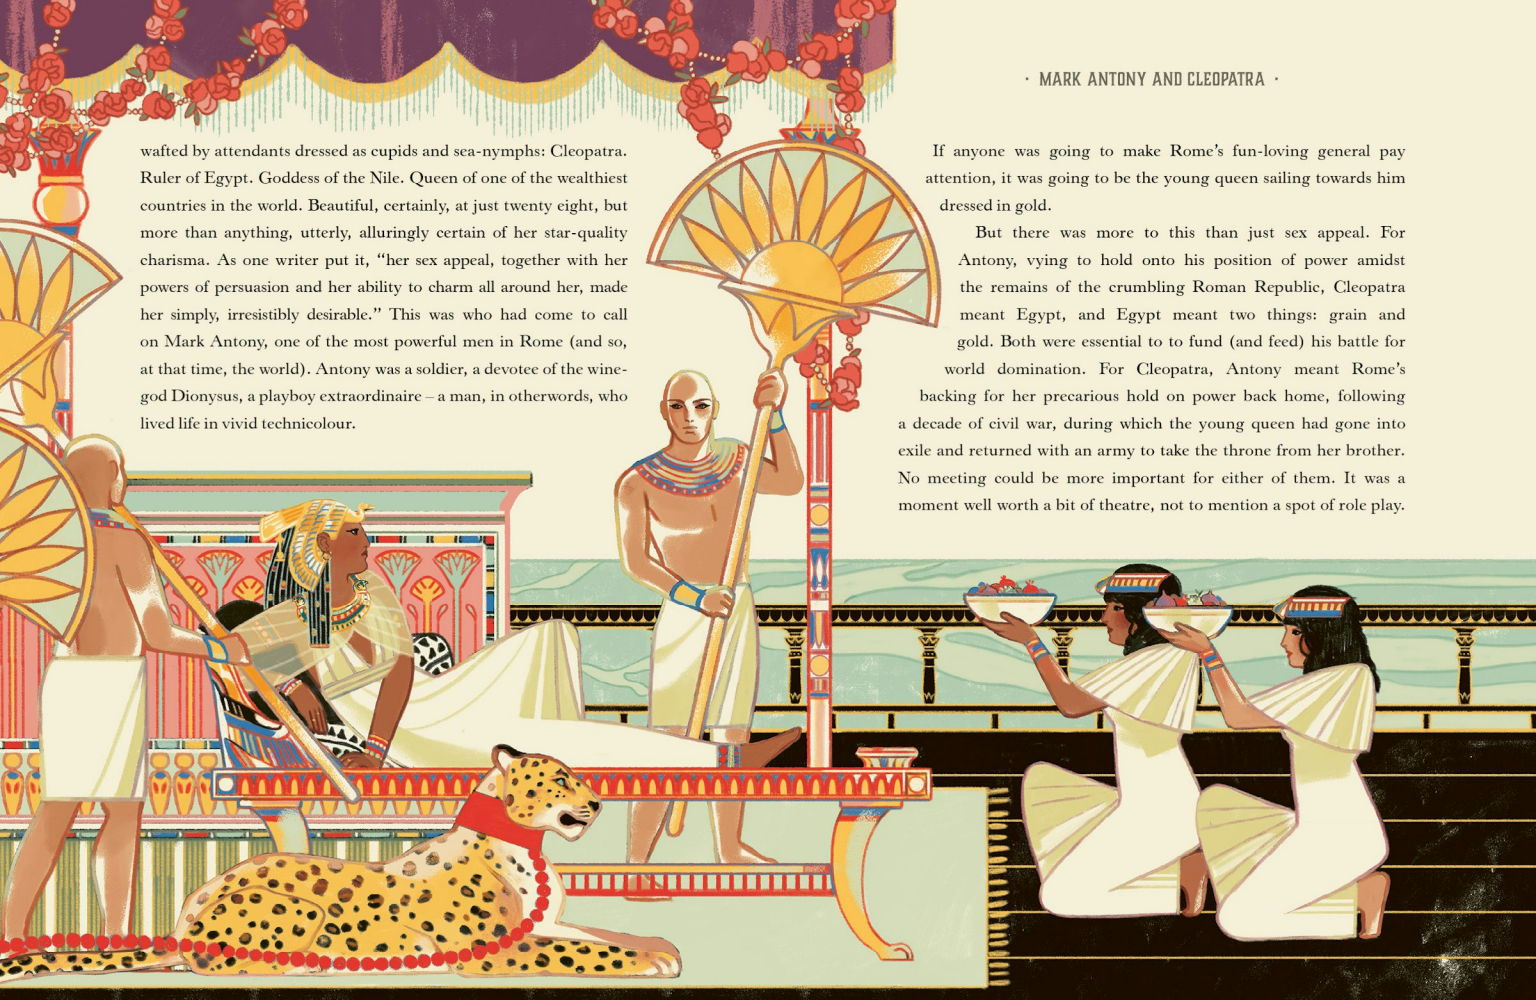 · MARK ANTONY AND CLEOPATRA ·
wafted by attendants dressed as cupids and sea-nymphs: Cleopatra.
Ruler of Egypt. Goddess of the Nile. Queen of one of the wealthiest
countries in the world. Beautiful, certainly, at just twenty eight, but
more than anything, utterly, alluringly certain of her star-quality
charisma. As one writer put it, “her sex appeal, together with her
powers of persuasion and her ability to charm all around her, made
her simply, irresistibly desirable.” This was who had come to call
on Mark Antony, one of the most powerful men in Rome (and so,
at that time, the world). Antony was a soldier, a devotee of the wine-
god Dionysus, a playboy extraordinaire – a man, in otherwords, who
lived life in vivid technicolour.
If anyone was going to make Rome’s fun-loving general pay
attention, it was going to be the young queen sailing towards him
dressed in gold.
But there was more to this than just sex appeal. For
Antony, vying to hold onto his position of power amidst
the remains of the crumbling Roman Republic, Cleopatra
meant Egypt, and Egypt meant two things: grain and
gold. Both were essential to to fund (and feed) his battle for
world domination. For Cleopatra, Antony meant Rome’s
backing for her precarious hold on power back home, following
a decade of civil war, during which the young queen had gone into
exile and returned with an army to take the throne from her brother.
No meeting could be more important for either of them. It was a
moment well worth a bit of theatre, not to mention a spot of role play.